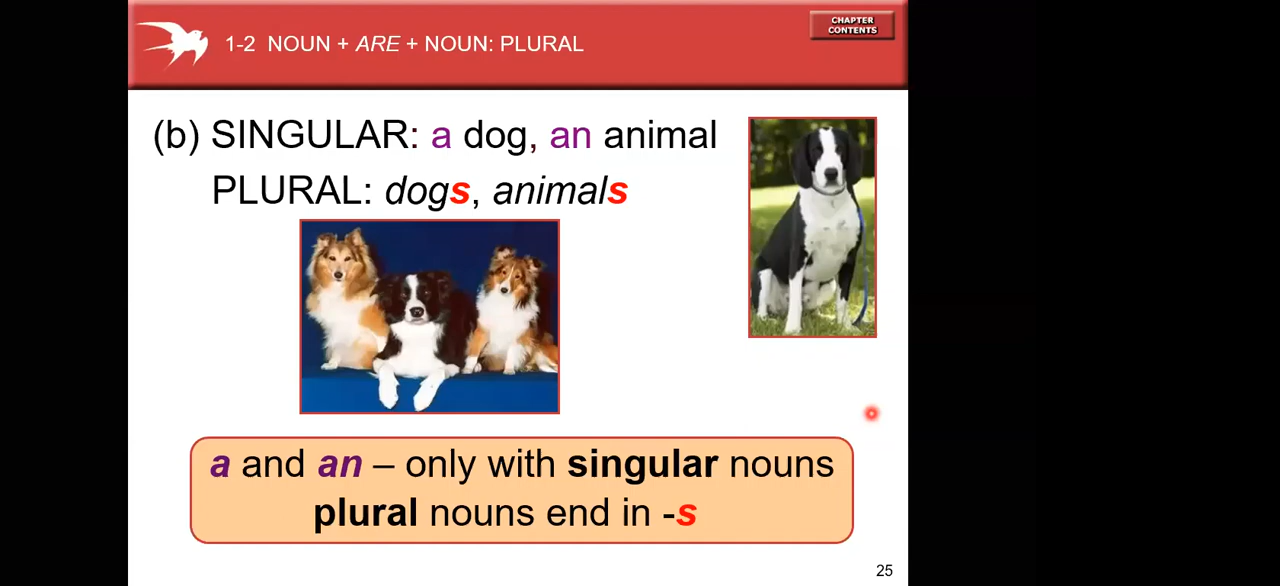 1-2 NOUN + ARE + NOUN: PLURAL
CHAPTER
CONTENTS
(b) SINGULAR: a dog, an animal
PLURAL: dogs, animals
a and an – only with singular nouns
plural nouns end in -s
25